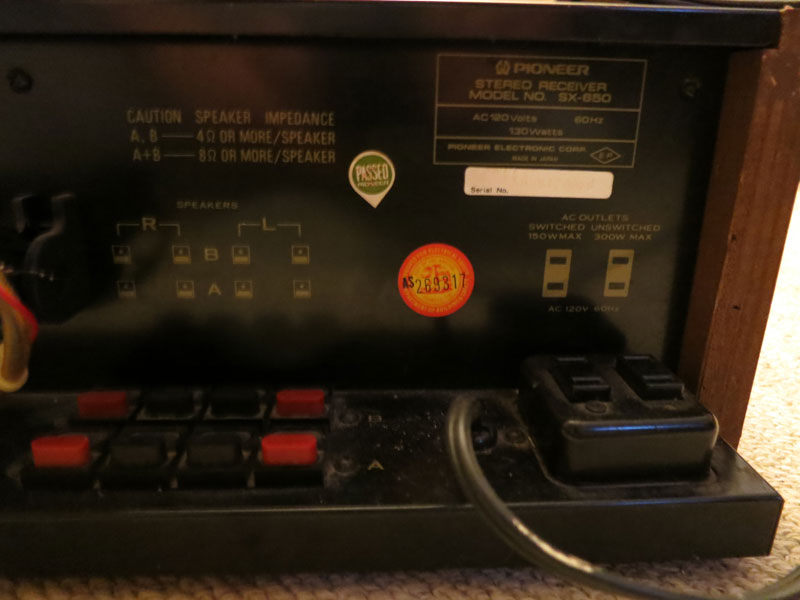 PIONEER
STEREO RECEIVER
MODEL NO. SX-650
AC 120 Volts 60Hz
130 Watts
PIONEER ELECTRONIC CORP.
MADE IN JAPAN
Serial No.
CAUTION SPEAKER IMPEDANCE
A, B — 4Ω OR MORE/SPEAKER
A+B — 8Ω OR MORE/SPEAKER
PASSED
PIONEER
SPEAKERS
R L
B
A
AS 289317
AC OUTLETS
SWITCHED UNSWITCHED
150W MAX 300W MAX
AC 120V 60Hz
B
A